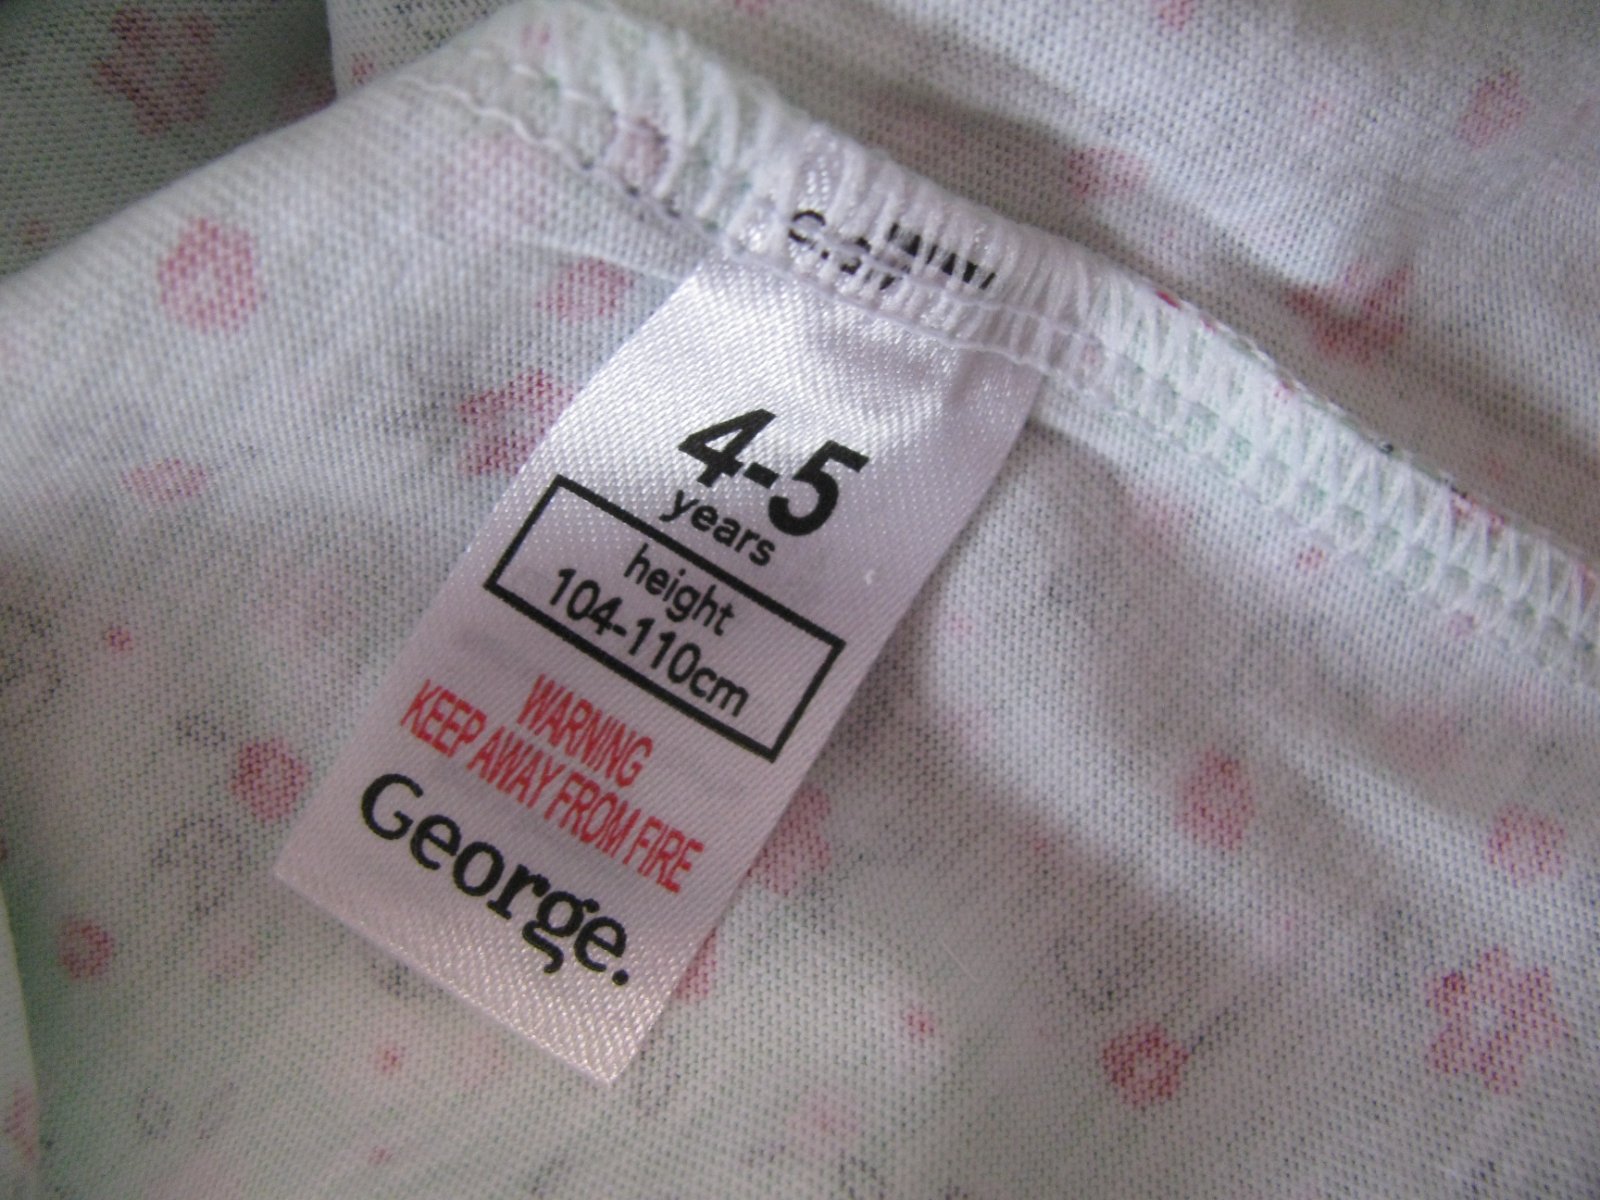 4-5
years
height
104-110cm
WARNING
KEEP AWAY FROM FIRE
George.